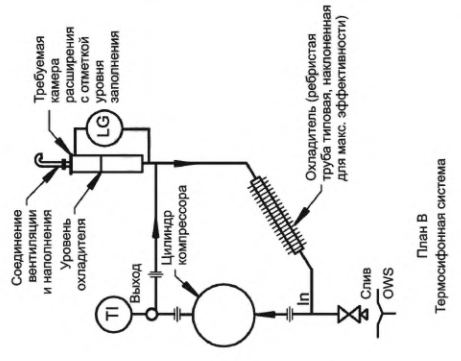 Соединение
вентиляции
и наполнения
Требуемая
камера
расширения
с отметкой
уровня
заполнения
Уровень
охладителя
LG
TI
Выход
Цилиндр
компрессора
In
Охладитель (ребристая
труба типовая, наклоненная
для макс. эффективности)
Слив
OWS
План В
Термосифонная система